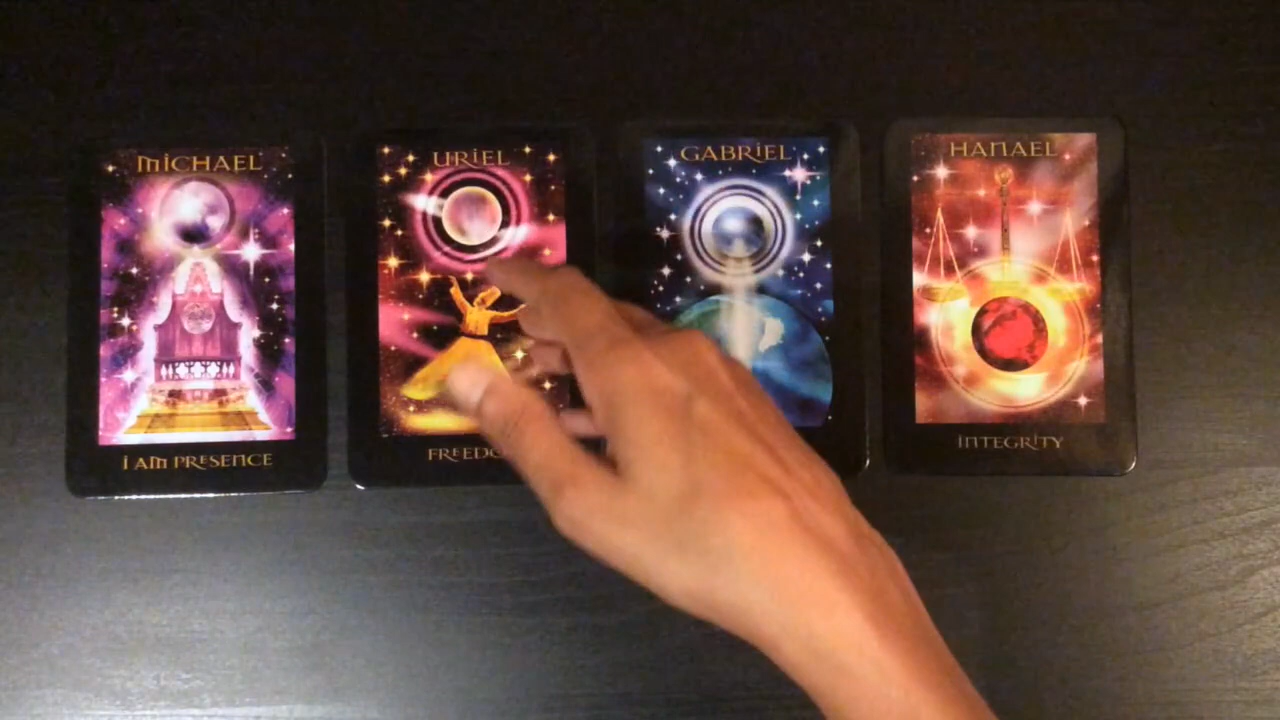 MICHAEL
I AM PRESENCE
URIEL
GABRIEL
HANAEL
INTEGRITY